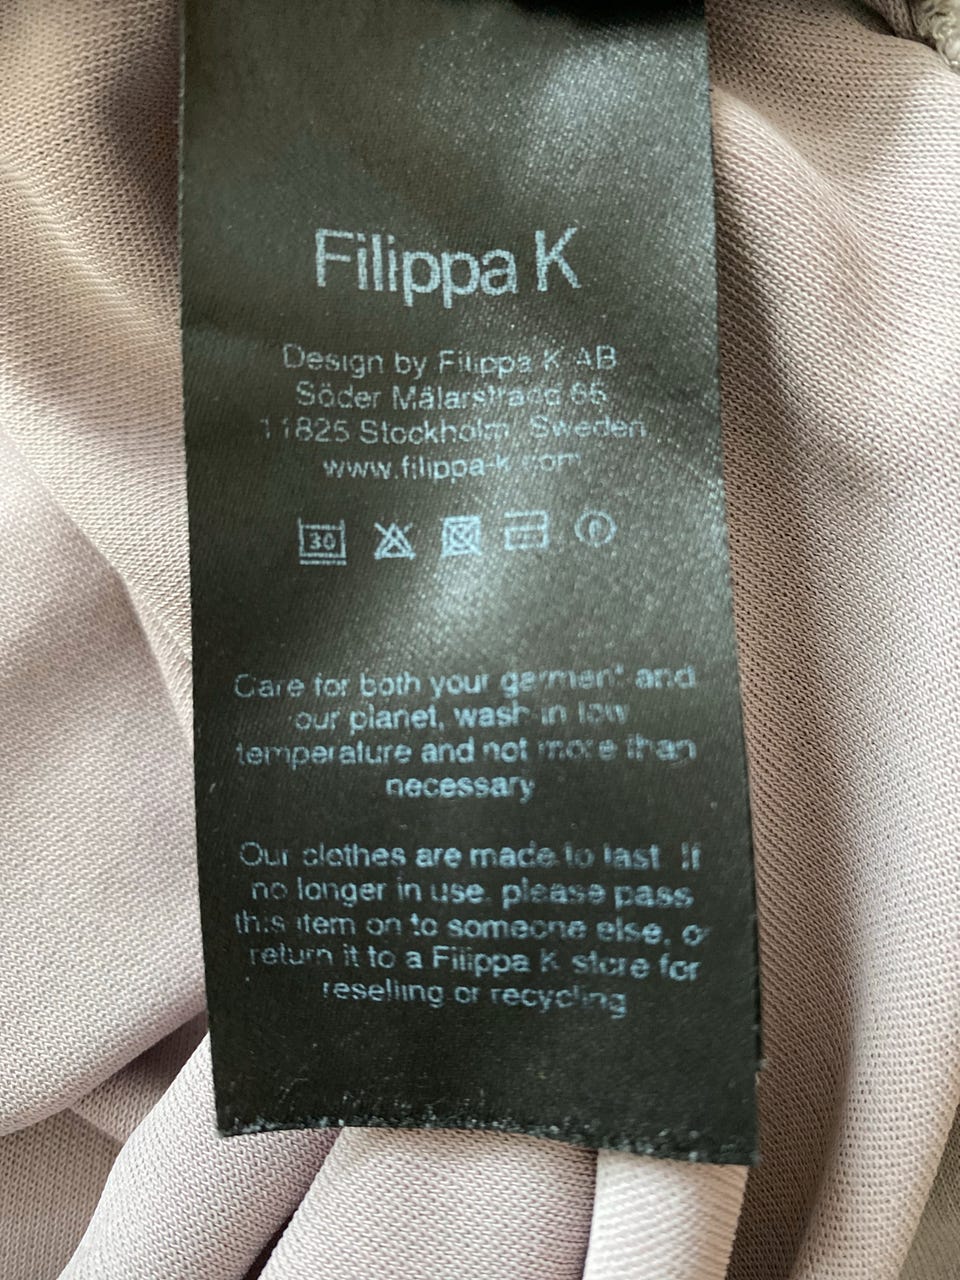 Filippa K
Design by Filippa K AB
Söder Mälarstrand 65
11825 Stockholm, Sweden
www.filippa-k.com
30
P
Care for both your garment and
our planet, wash in low
temperature and not more than
necessary
Our clothes are made to last. If
no longer in use, please pass
this item on to someone else, or
return it to a Filippa K store for
reselling or recycling